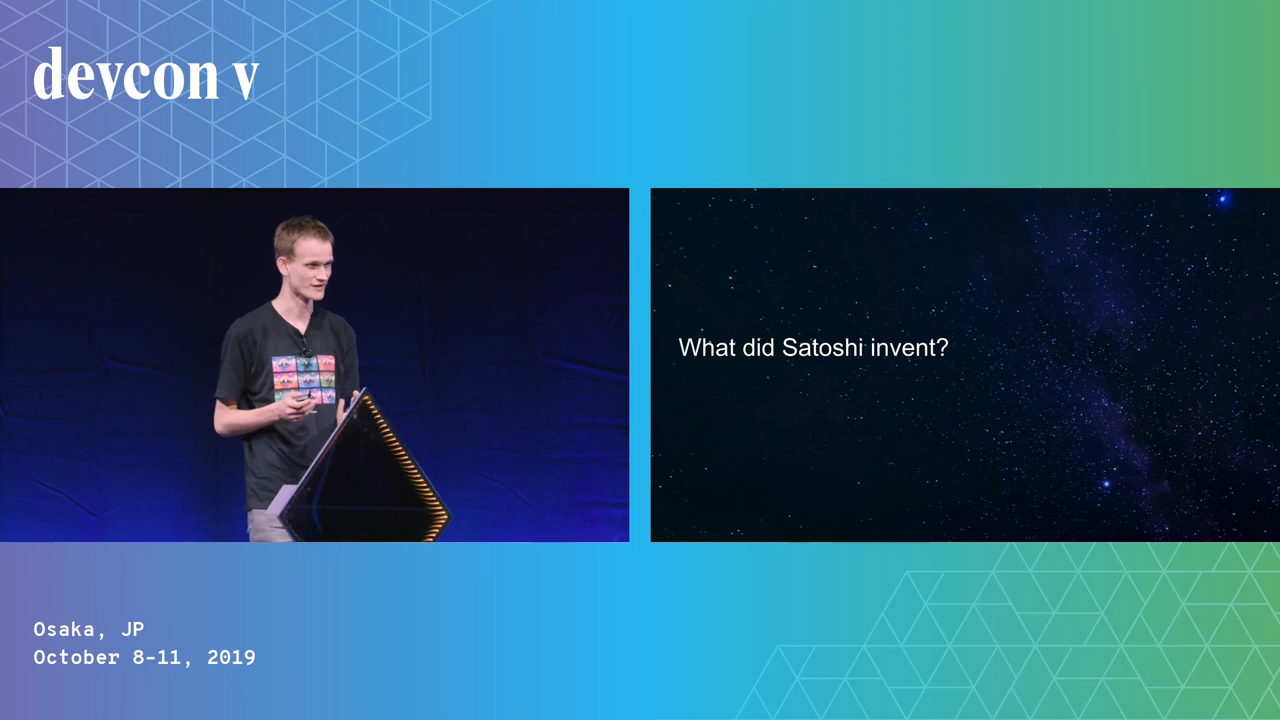 devcon v
What did Satoshi invent?
Osaka, JP
October 8-11, 2019